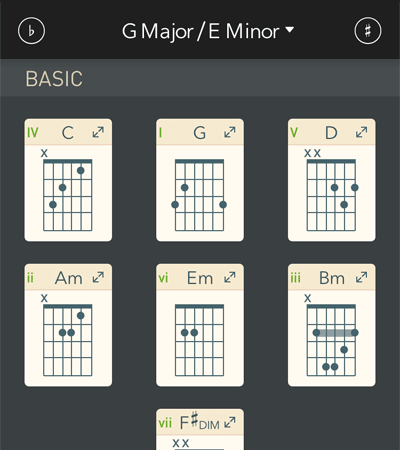 ♭ G Major/E Minor ▾ ♯
BASIC
IV C I G V D
x x x
ii Am vi Em iii Bm
x x
vii F♯DIM
x x